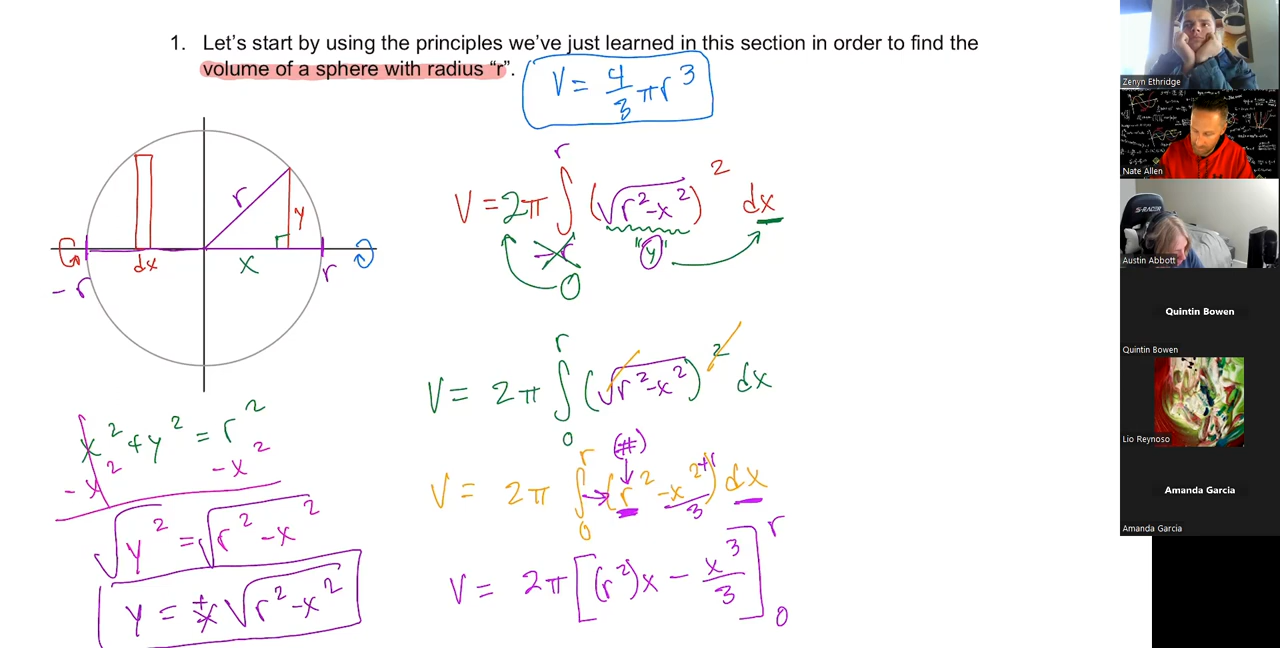 1. Let's start by using the principles we've just learned in this section in order to find the
volume of a sphere with radius "r".
V = 4/3 πr³
r
y
dx
x
-r
r
x² + y² = r²
-x² -x²
√y² = √r² - x²
y = ± √r² - x²
V = 2π ∫ r -r 0 (√r² - x²)² dx
"y"
V = 2π ∫ r 0 (√r² - x²)² dx
(#)
V = 2π ∫ r 0 (r² - x²⁺¹/3) dx
V = 2π [(r²)x - x³/3] r 0
Zenyn Ethridge
Nate Allen
S-RACER
Austin Abbott
Quintin Bowen
Quintin Bowen
Lio Reynoso
Amanda Garcia
Amanda Garcia